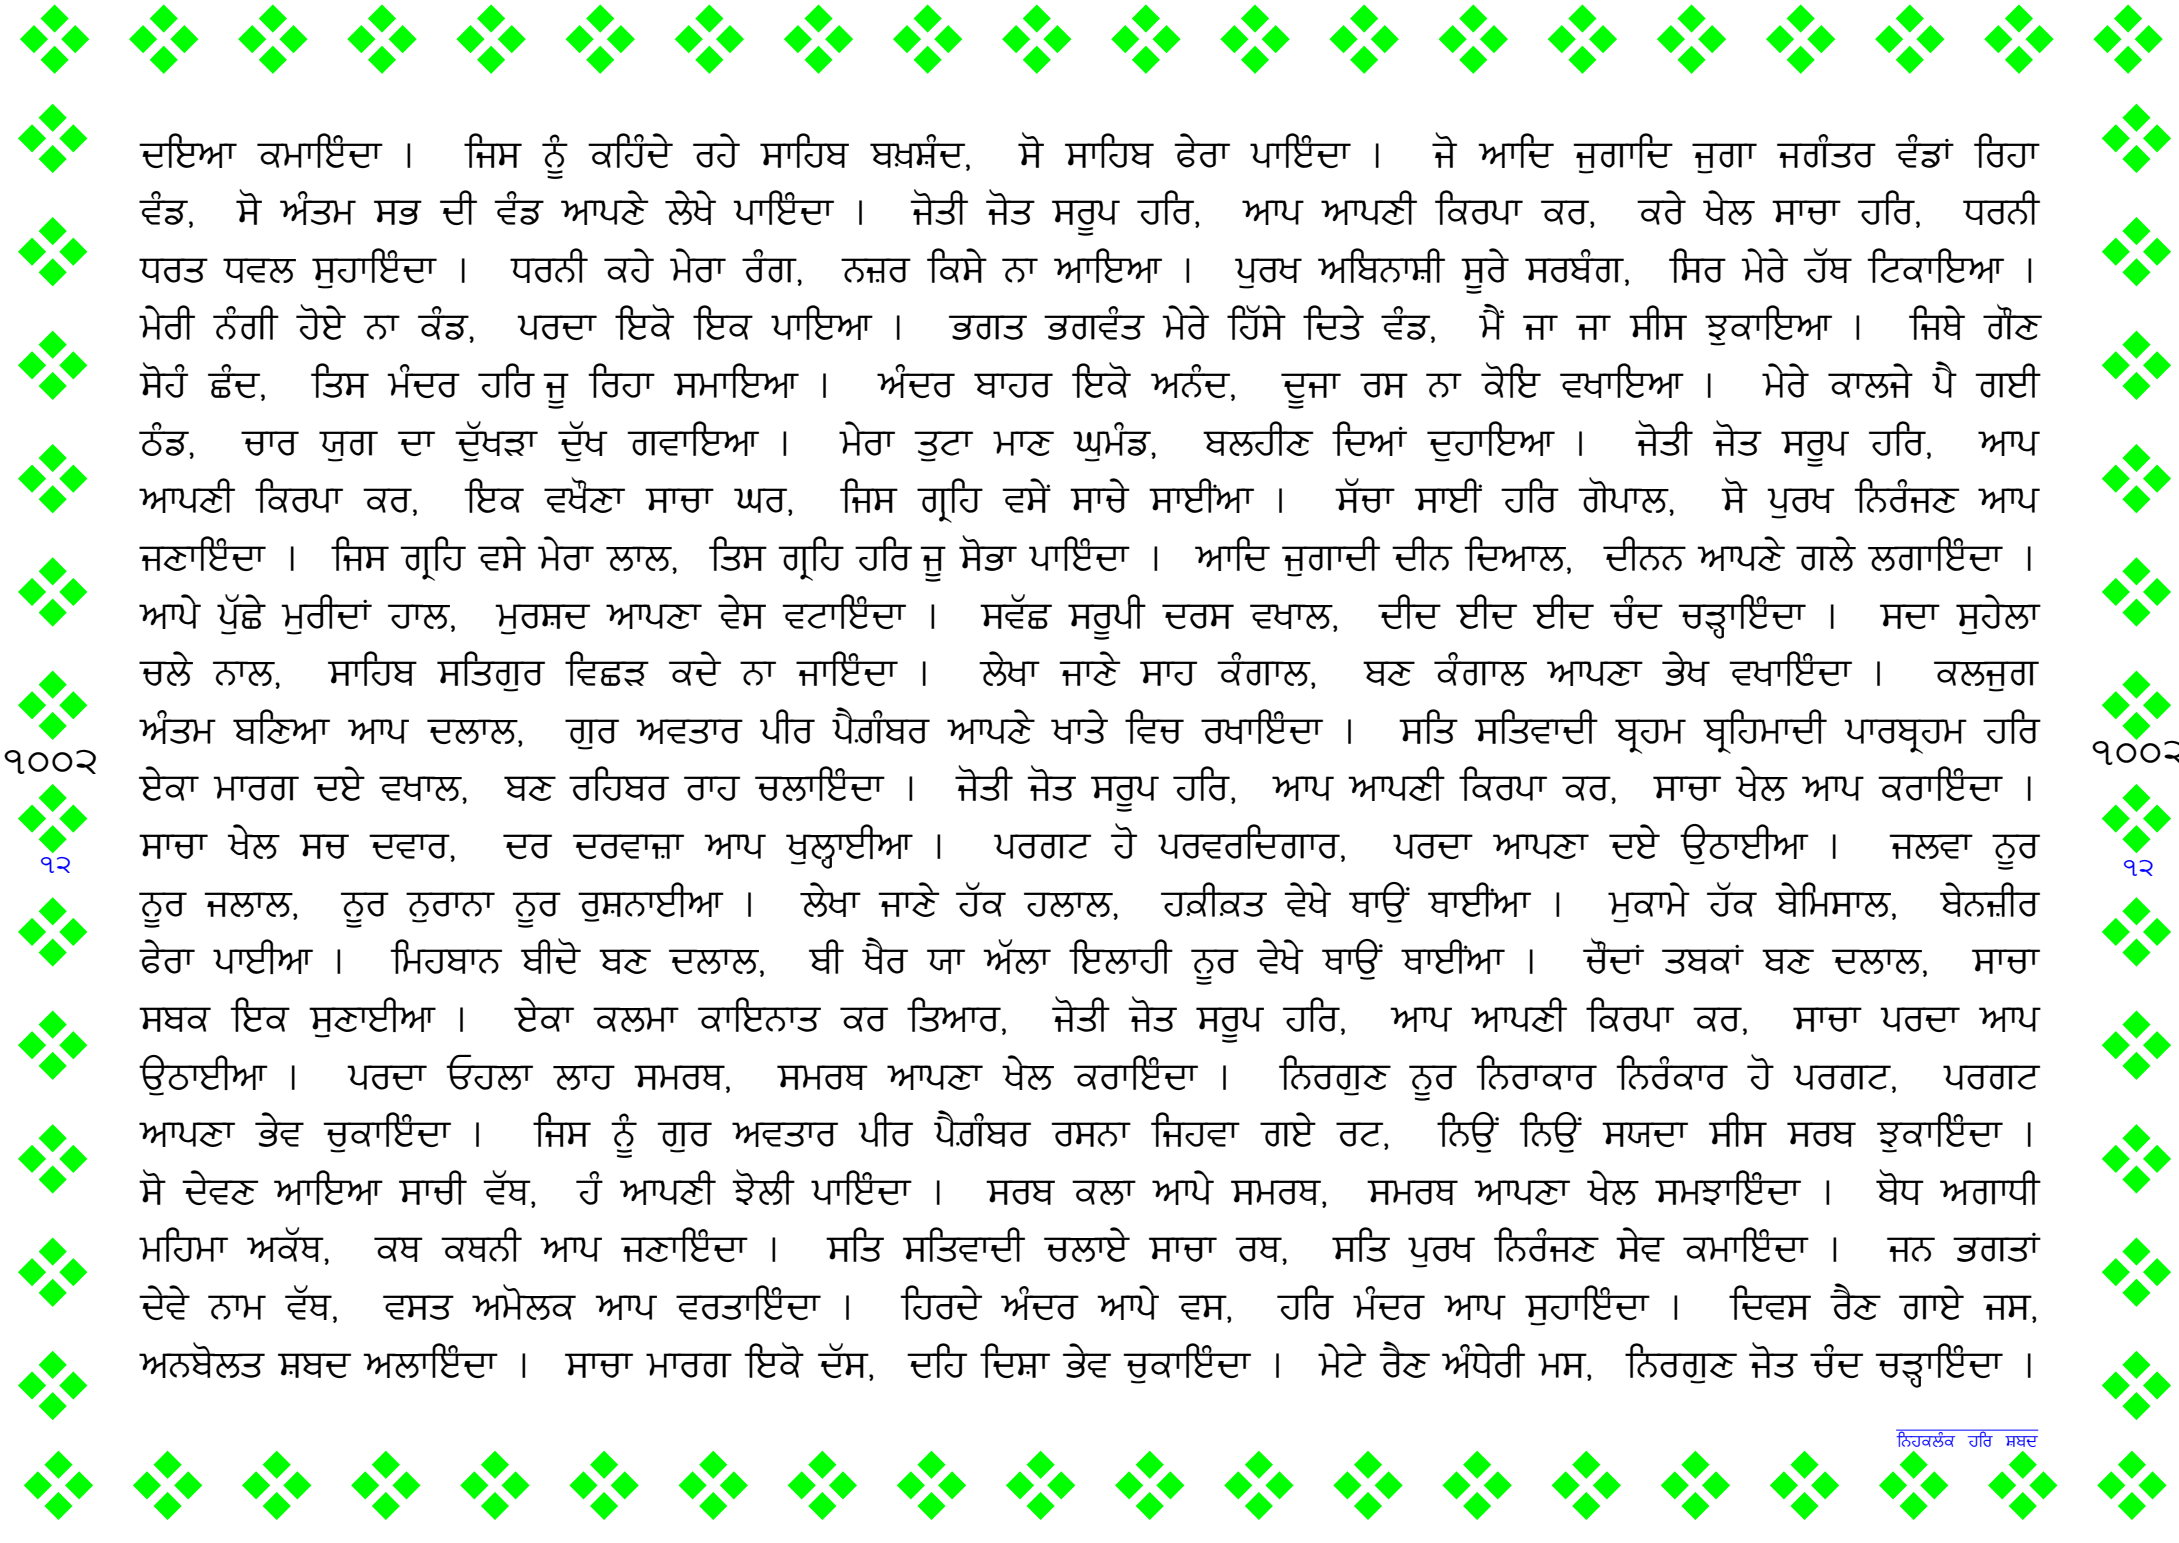 ਦਇਆ ਕਮਾਇੰਦਾ । ਜਿਸ ਨੂੰ ਕਹਿੰਦੇ ਰਹੇ ਸਾਹਿਬ ਬਖ਼ਸ਼ੰਦ, ਸੋ ਸਾਹਿਬ ਫੇਰਾ ਪਾਇੰਦਾ । ਜੋ ਆਦਿ ਜੁਗਾਦਿ ਜੁਗਾ ਜਗੰਤਰ ਵੰਡਾਂ ਰਿਹਾ
ਵੰਡ, ਸੋ ਅੰਤਮ ਸਭ ਦੀ ਵੰਡ ਆਪਣੇ ਲੇਖੇ ਪਾਇੰਦਾ । ਜੋਤੀ ਜੋਤ ਸਰੂਪ ਹਰਿ, ਆਪ ਆਪਣੀ ਕਿਰਪਾ ਕਰ, ਕਰੇ ਖੇਲ ਸਾਚਾ ਹਰਿ, ਧਰਨੀ
ਧਰਤ ਧਵਲ ਸੁਹਾਇੰਦਾ । ਧਰਨੀ ਕਹੇ ਮੇਰਾ ਰੰਗ, ਨਜ਼ਰ ਕਿਸੇ ਨਾ ਆਇਆ । ਪੁਰਖ ਅਬਿਨਾਸ਼ੀ ਸੂਰੇ ਸਰਬੰਗ, ਸਿਰ ਮੇਰੇ ਹੱਥ ਟਿਕਾਇਆ ।
ਮੇਰੀ ਨੰਗੀ ਹੋਏ ਨਾ ਕੰਡ, ਪਰਦਾ ਇਕੋ ਇਕ ਪਾਇਆ । ਭਗਤ ਭਗਵੰਤ ਮੇਰੇ ਹਿੱਸੇ ਦਿਤੇ ਵੰਡ, ਮੈਂ ਜਾ ਜਾ ਸੀਸ ਝੁਕਾਇਆ । ਜਿਥੇ ਗੌਣ
ਸੋਹੰ ਛੰਦ, ਤਿਸ ਮੰਦਰ ਹਰਿ ਜੂ ਰਿਹਾ ਸਮਾਇਆ । ਅੰਦਰ ਬਾਹਰ ਇਕੋ ਅਨੰਦ, ਦੂਜਾ ਰਸ ਨਾ ਕੋਇ ਵਖਾਇਆ । ਮੇਰੇ ਕਾਲਜੇ ਪੈ ਗਈ
ਠੰਡ, ਚਾਰ ਯੁਗ ਦਾ ਦੁੱਖੜਾ ਦੁੱਖ ਗਵਾਇਆ । ਮੇਰਾ ਤੁਟਾ ਮਾਣ ਘੁਮੰਡ, ਬਲਹੀਣ ਦਿਆਂ ਦੁਹਾਇਆ । ਜੋਤੀ ਜੋਤ ਸਰੂਪ ਹਰਿ, ਆਪ
ਆਪਣੀ ਕਿਰਪਾ ਕਰ, ਇਕ ਵਖੌਣਾ ਸਾਚਾ ਘਰ, ਜਿਸ ਗ੍ਰਹਿ ਵਸੇਂ ਸਾਚੇ ਸਾਈਂਆ । ਸੱਚਾ ਸਾਈਂ ਹਰਿ ਗੋਪਾਲ, ਸੋ ਪੁਰਖ ਨਿਰੰਜਣ ਆਪ
ਜਣਾਇੰਦਾ । ਜਿਸ ਗ੍ਰਹਿ ਵਸੇ ਮੇਰਾ ਲਾਲ, ਤਿਸ ਗ੍ਰਹਿ ਹਰਿ ਜੂ ਸੋਭਾ ਪਾਇੰਦਾ । ਆਦਿ ਜੁਗਾਦੀ ਦੀਨ ਦਿਆਲ, ਦੀਨਨ ਆਪਣੇ ਗਲੇ ਲਗਾਇੰਦਾ ।
ਆਪੇ ਪੁੱਛੇ ਮੁਰੀਦਾਂ ਹਾਲ, ਮੁਰਸ਼ਦ ਆਪਣਾ ਵੇਸ ਵਟਾਇੰਦਾ । ਸਵੱਛ ਸਰੂਪੀ ਦਰਸ ਵਖਾਲ, ਦੀਦ ਈਦ ਈਦ ਚੰਦ ਚੜ੍ਹਾਇੰਦਾ । ਸਦਾ ਸੁਹੇਲਾ
ਚਲੇ ਨਾਲ, ਸਾਹਿਬ ਸਤਿਗੁਰ ਵਿਛੜ ਕਦੇ ਨਾ ਜਾਇੰਦਾ । ਲੇਖਾ ਜਾਣੇ ਸਾਹ ਕੰਗਾਲ, ਬਣ ਕੰਗਾਲ ਆਪਣਾ ਭੇਖ ਵਖਾਇੰਦਾ । ਕਲਜੁਗ
ਅੰਤਮ ਬਣਿਆ ਆਪ ਦਲਾਲ, ਗੁਰ ਅਵਤਾਰ ਪੀਰ ਪੈਗ਼ੰਬਰ ਆਪਣੇ ਖਾਤੇ ਵਿਚ ਰਖਾਇੰਦਾ । ਸਤਿ ਸਤਿਵਾਦੀ ਬ੍ਰਹਮ ਬ੍ਰਹਿਮਾਦੀ ਪਾਰਬ੍ਰਹਮ ਹਰਿ
੧੦੦੨ ੧੦੦੨
ਏਕਾ ਮਾਰਗ ਦਏ ਵਖਾਲ, ਬਣ ਰਹਿਬਰ ਰਾਹ ਚਲਾਇੰਦਾ । ਜੋਤੀ ਜੋਤ ਸਰੂਪ ਹਰਿ, ਆਪ ਆਪਣੀ ਕਿਰਪਾ ਕਰ, ਸਾਚਾ ਖੇਲ ਆਪ ਕਰਾਇੰਦਾ ।
ਸਾਚਾ ਖੇਲ ਸਚ ਦਵਾਰ, ਦਰ ਦਰਵਾਜ਼ਾ ਆਪ ਖੁਲ੍ਹਾਈਆ । ਪਰਗਟ ਹੋ ਪਰਵਰਦਿਗਾਰ, ਪਰਦਾ ਆਪਣਾ ਦਏ ਉਠਾਈਆ । ਜਲਵਾ ਨੂਰ
੧੨ ੧੨
ਨੂਰ ਜਲਾਲ, ਨੂਰ ਨੁਰਾਨਾ ਨੂਰ ਰੁਸ਼ਨਾਈਆ । ਲੇਖਾ ਜਾਣੇ ਹੱਕ ਹਲਾਲ, ਹਕ਼ੀਕ਼ਤ ਵੇਖੇ ਥਾਉਂ ਥਾਈਂਆ । ਮੁਕਾਮੇ ਹੱਕ ਬੇਮਿਸਾਲ, ਬੇਨਜ਼ੀਰ
ਫੇਰਾ ਪਾਈਆ । ਮਿਹਬਾਨ ਬੀਦੋ ਬਣ ਦਲਾਲ, ਬੀ ਖੈਰ ਯਾ ਅੱਲਾ ਇਲਾਹੀ ਨੂਰ ਵੇਖੇ ਥਾਉਂ ਥਾਈਂਆ । ਚੌਦਾਂ ਤਬਕਾਂ ਬਣ ਦਲਾਲ, ਸਾਚਾ
ਸਬਕ ਇਕ ਸੁਣਾਈਆ । ਏਕਾ ਕਲਮਾ ਕਾਇਨਾਤ ਕਰ ਤਿਆਰ, ਜੋਤੀ ਜੋਤ ਸਰੂਪ ਹਰਿ, ਆਪ ਆਪਣੀ ਕਿਰਪਾ ਕਰ, ਸਾਚਾ ਪਰਦਾ ਆਪ
ਉਠਾਈਆ । ਪਰਦਾ ਓਹਲਾ ਲਾਹ ਸਮਰਥ, ਸਮਰਥ ਆਪਣਾ ਖੇਲ ਕਰਾਇੰਦਾ । ਨਿਰਗੁਣ ਨੂਰ ਨਿਰਾਕਾਰ ਨਿਰੰਕਾਰ ਹੋ ਪਰਗਟ, ਪਰਗਟ
ਆਪਣਾ ਭੇਵ ਚੁਕਾਇੰਦਾ । ਜਿਸ ਨੂੰ ਗੁਰ ਅਵਤਾਰ ਪੀਰ ਪੈਗ਼ੰਬਰ ਰਸਨਾ ਜਿਹਵਾ ਗਏ ਰਟ, ਨਿਉਂ ਨਿਉਂ ਸਯਦਾ ਸੀਸ ਸਰਬ ਝੁਕਾਇੰਦਾ ।
ਸੋ ਦੇਵਣ ਆਇਆ ਸਾਚੀ ਵੱਥ, ਹੰ ਆਪਣੀ ਝੋਲੀ ਪਾਇੰਦਾ । ਸਰਬ ਕਲਾ ਆਪੇ ਸਮਰਥ, ਸਮਰਥ ਆਪਣਾ ਖੇਲ ਸਮਝਾਇੰਦਾ । ਬੋਧ ਅਗਾਧੀ
ਮਹਿਮਾ ਅਕੱਥ, ਕਥ ਕਥਨੀ ਆਪ ਜਣਾਇੰਦਾ । ਸਤਿ ਸਤਿਵਾਦੀ ਚਲਾਏ ਸਾਚਾ ਰਥ, ਸਤਿ ਪੁਰਖ ਨਿਰੰਜਣ ਸੇਵ ਕਮਾਇੰਦਾ । ਜਨ ਭਗਤਾਂ
ਦੇਵੇ ਨਾਮ ਵੱਥ, ਵਸਤ ਅਮੋਲਕ ਆਪ ਵਰਤਾਇੰਦਾ । ਹਿਰਦੇ ਅੰਦਰ ਆਪੇ ਵਸ, ਹਰਿ ਮੰਦਰ ਆਪ ਸੁਹਾਇੰਦਾ । ਦਿਵਸ ਰੈਣ ਗਾਏ ਜਸ,
ਅਨਬੋਲਤ ਸ਼ਬਦ ਅਲਾਇੰਦਾ । ਸਾਚਾ ਮਾਰਗ ਇਕੋ ਦੱਸ, ਦਹਿ ਦਿਸ਼ਾ ਭੇਵ ਚੁਕਾਇੰਦਾ । ਮੇਟੇ ਰੈਣ ਅੰਧੇਰੀ ਮਸ, ਨਿਰਗੁਣ ਜੋਤ ਚੰਦ ਚੜ੍ਹਾਇੰਦਾ ।
ਨਿਹਕਲੰਕ ਹਰਿ ਸ਼ਬਦ